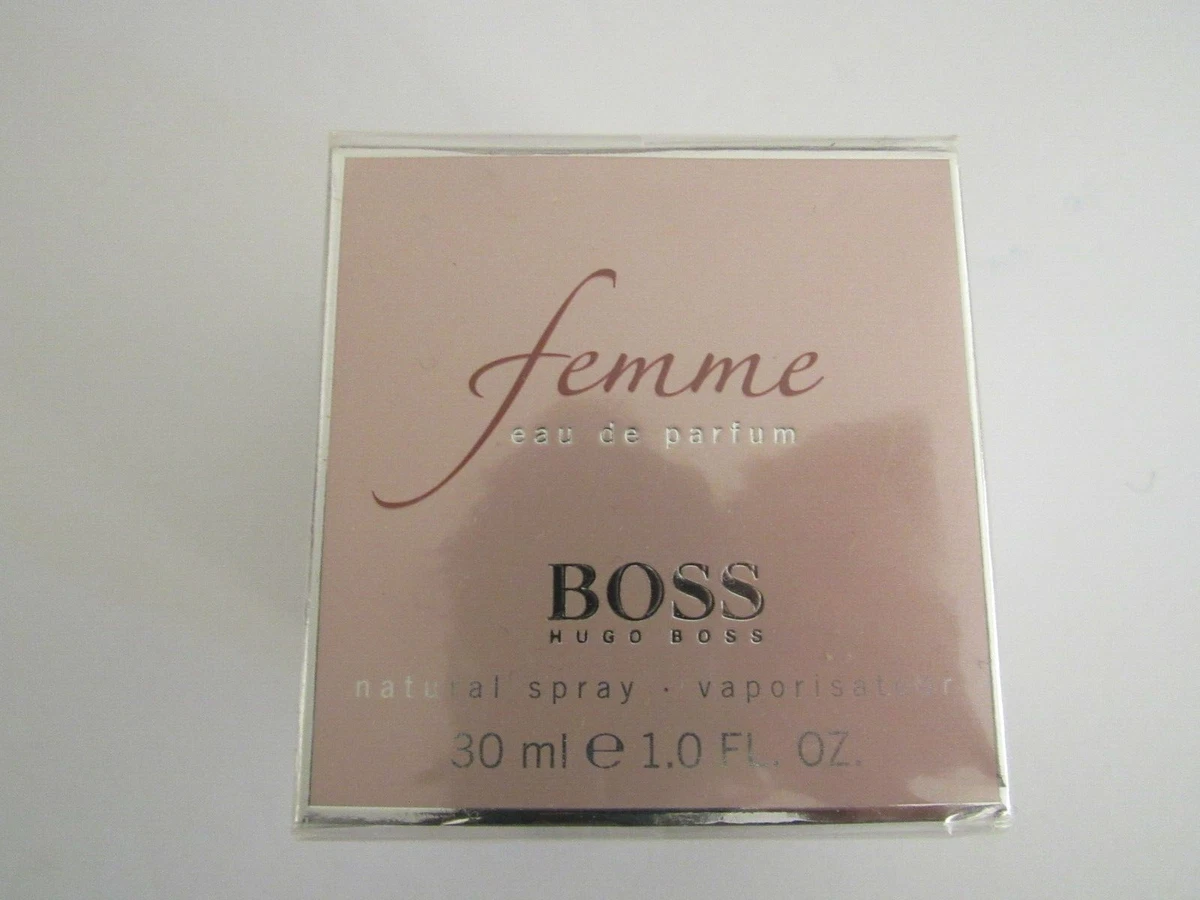 femme
eau de parfum
BOSS
HUGO BOSS
natural spray · vaporisateur
30 ml ℮ 1.0 FL. OZ.